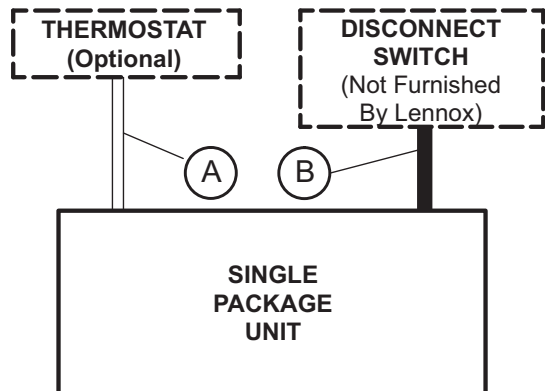 THERMOSTAT
(Optional)
DISCONNECT
SWITCH
(Not Furnished
By Lennox)
A
B
SINGLE
PACKAGE
UNIT